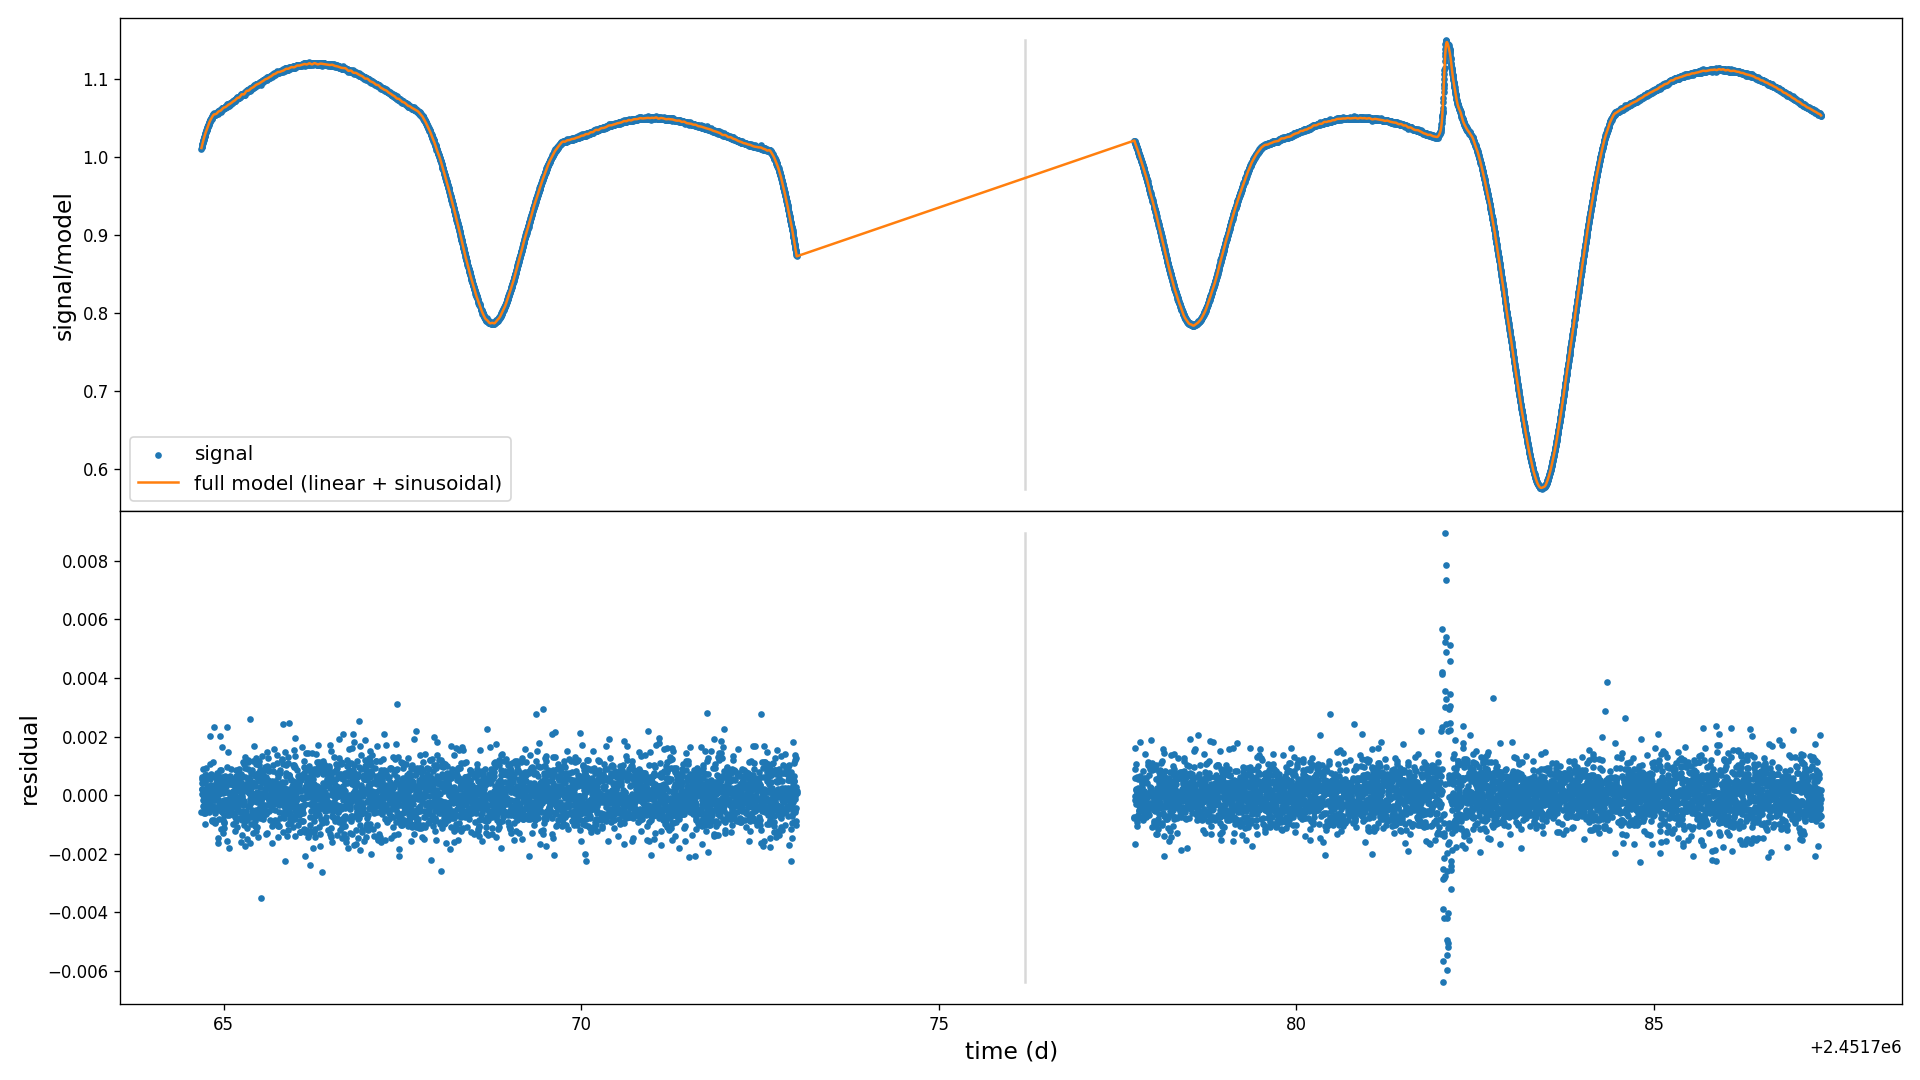 signal/model
1.1
1.0
0.9
0.8
0.7
0.6
signal
full model (linear + sinusoidal)
residual
0.008
0.006
0.004
0.002
0.000
−0.002
−0.004
−0.006
65 70 75 80 85
time (d)
+2.4517e6